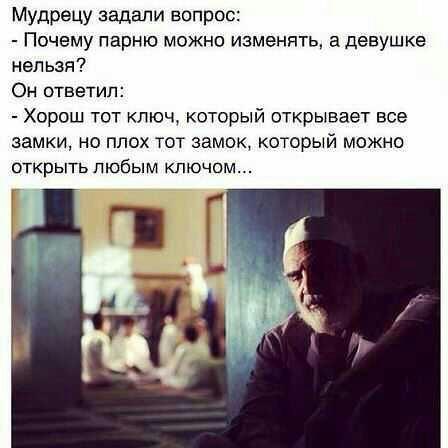 Мудрецу задали вопрос:
- Почему парню можно изменять, а девушке
нельзя?
Он ответил:
- Хорош тот ключ, который открывает все
замки, но плох тот замок, который можно
открыть любым ключом...